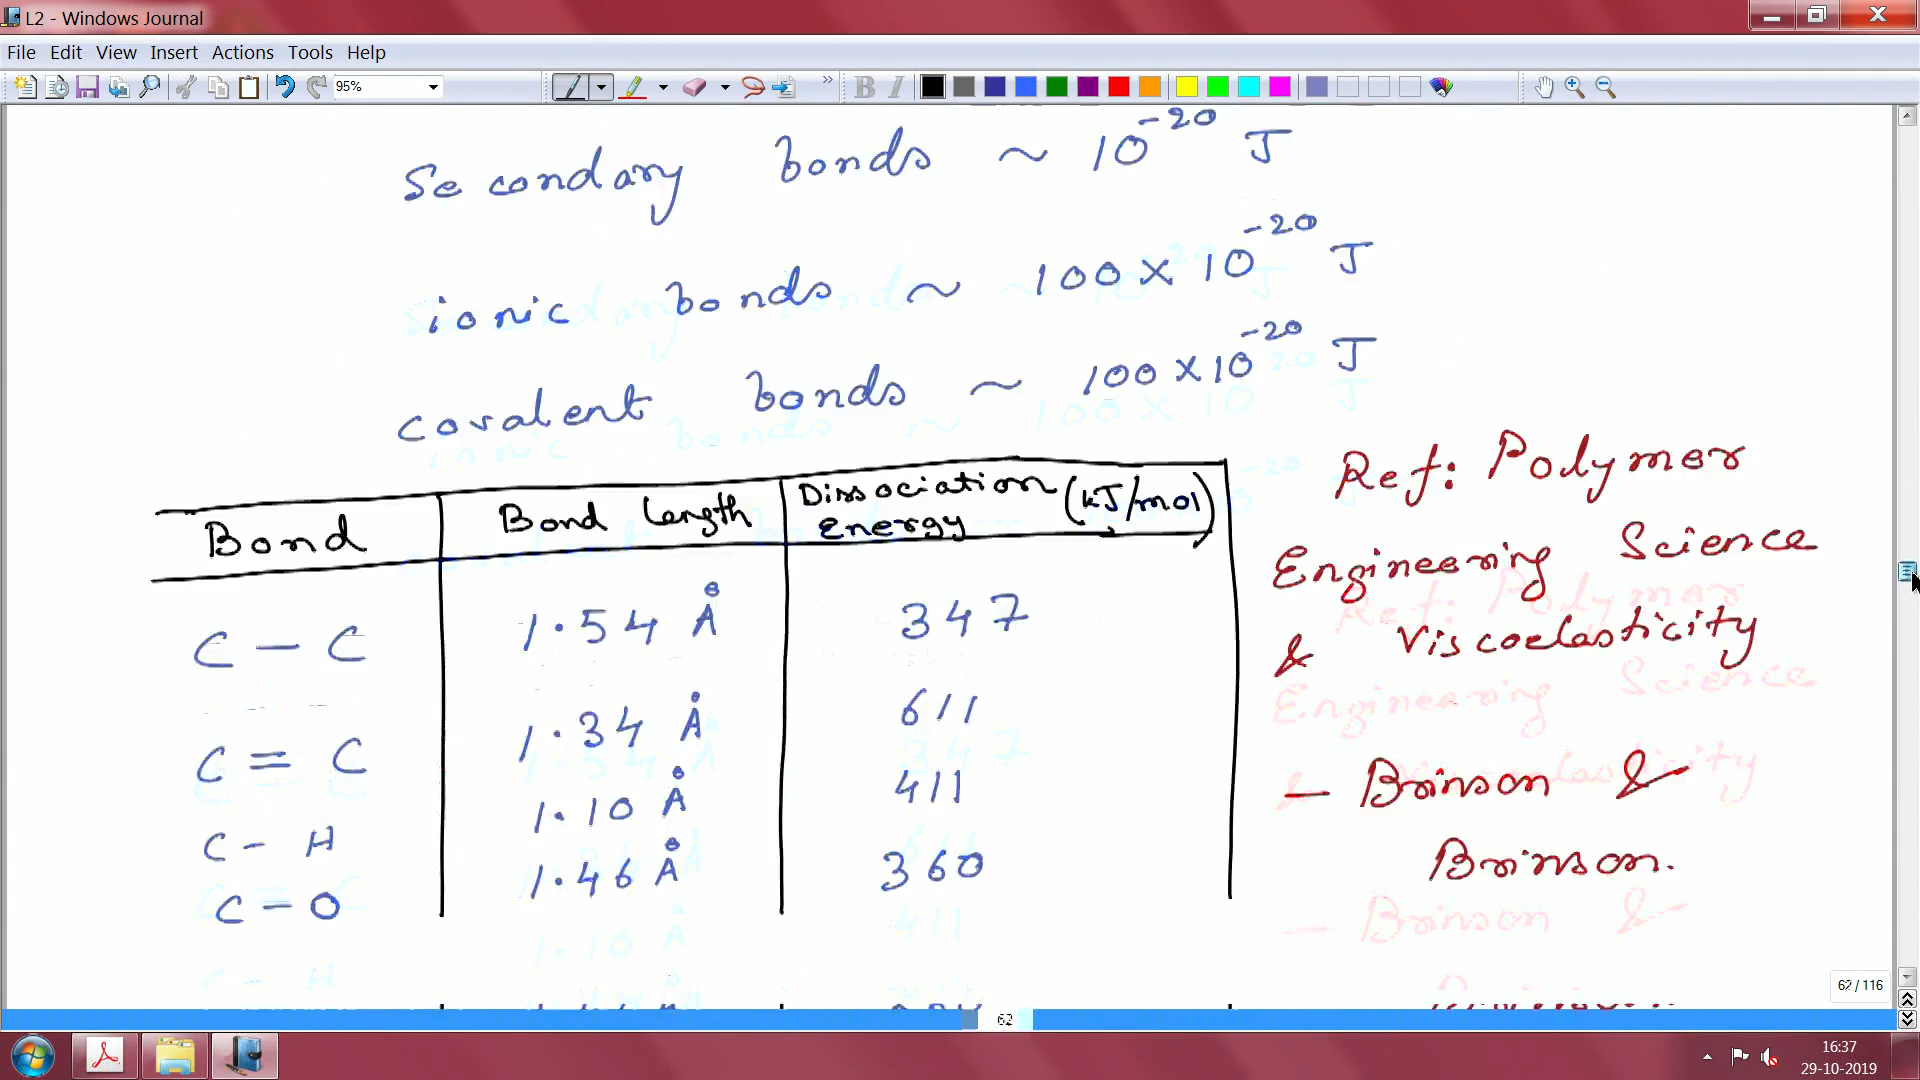 L2 - Windows Journal
File Edit View Insert Actions Tools Help
95%
B I
Secondary bonds ~ 10⁻²⁰ J
ionic bonds ~ 100 × 10⁻²⁰ J
covalent bonds ~ 100 × 10⁻²⁰ J
Bond Bond length Dissociation energy (kJ/mol)
C – C 1.54 Å 347
C = C 1.34 Å 611
C – H 1.10 Å 411
C – O 1.46 Å 360
Ref: Polymer
Engineering Science
& Viscoelasticity
– Brinson &
Brinson.
62 / 116
62
16:37
29-10-2019